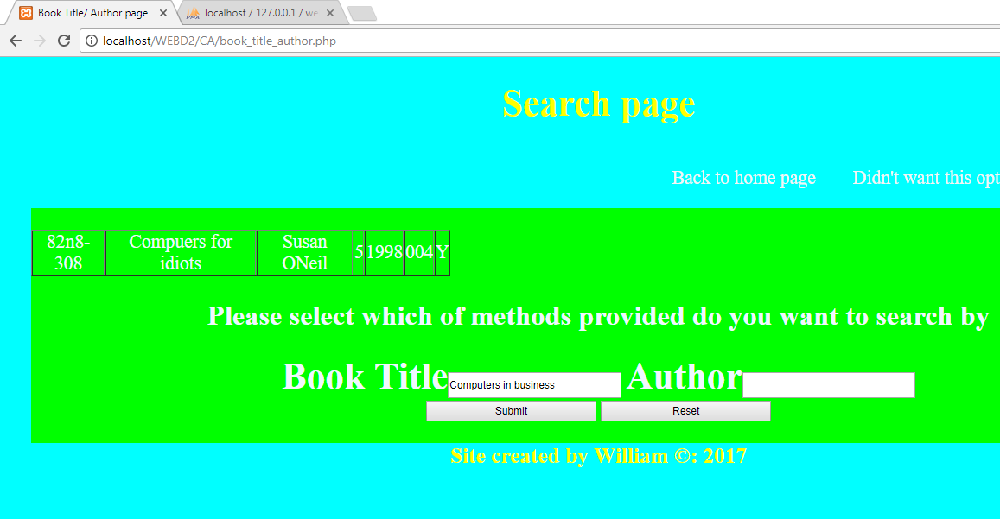 Book Title/ Author page
localhost / 127.0.0.1 / we
localhost/WEBD2/CA/book_title_author.php
Search page
Back to home page Didn't want this opt
82n8-308 Compuers for idiots Susan ONeil 5 1998 004 Y
Please select which of methods provided do you want to search by
Book Title Computers in business Author
Submit Reset
Site created by William ©: 2017